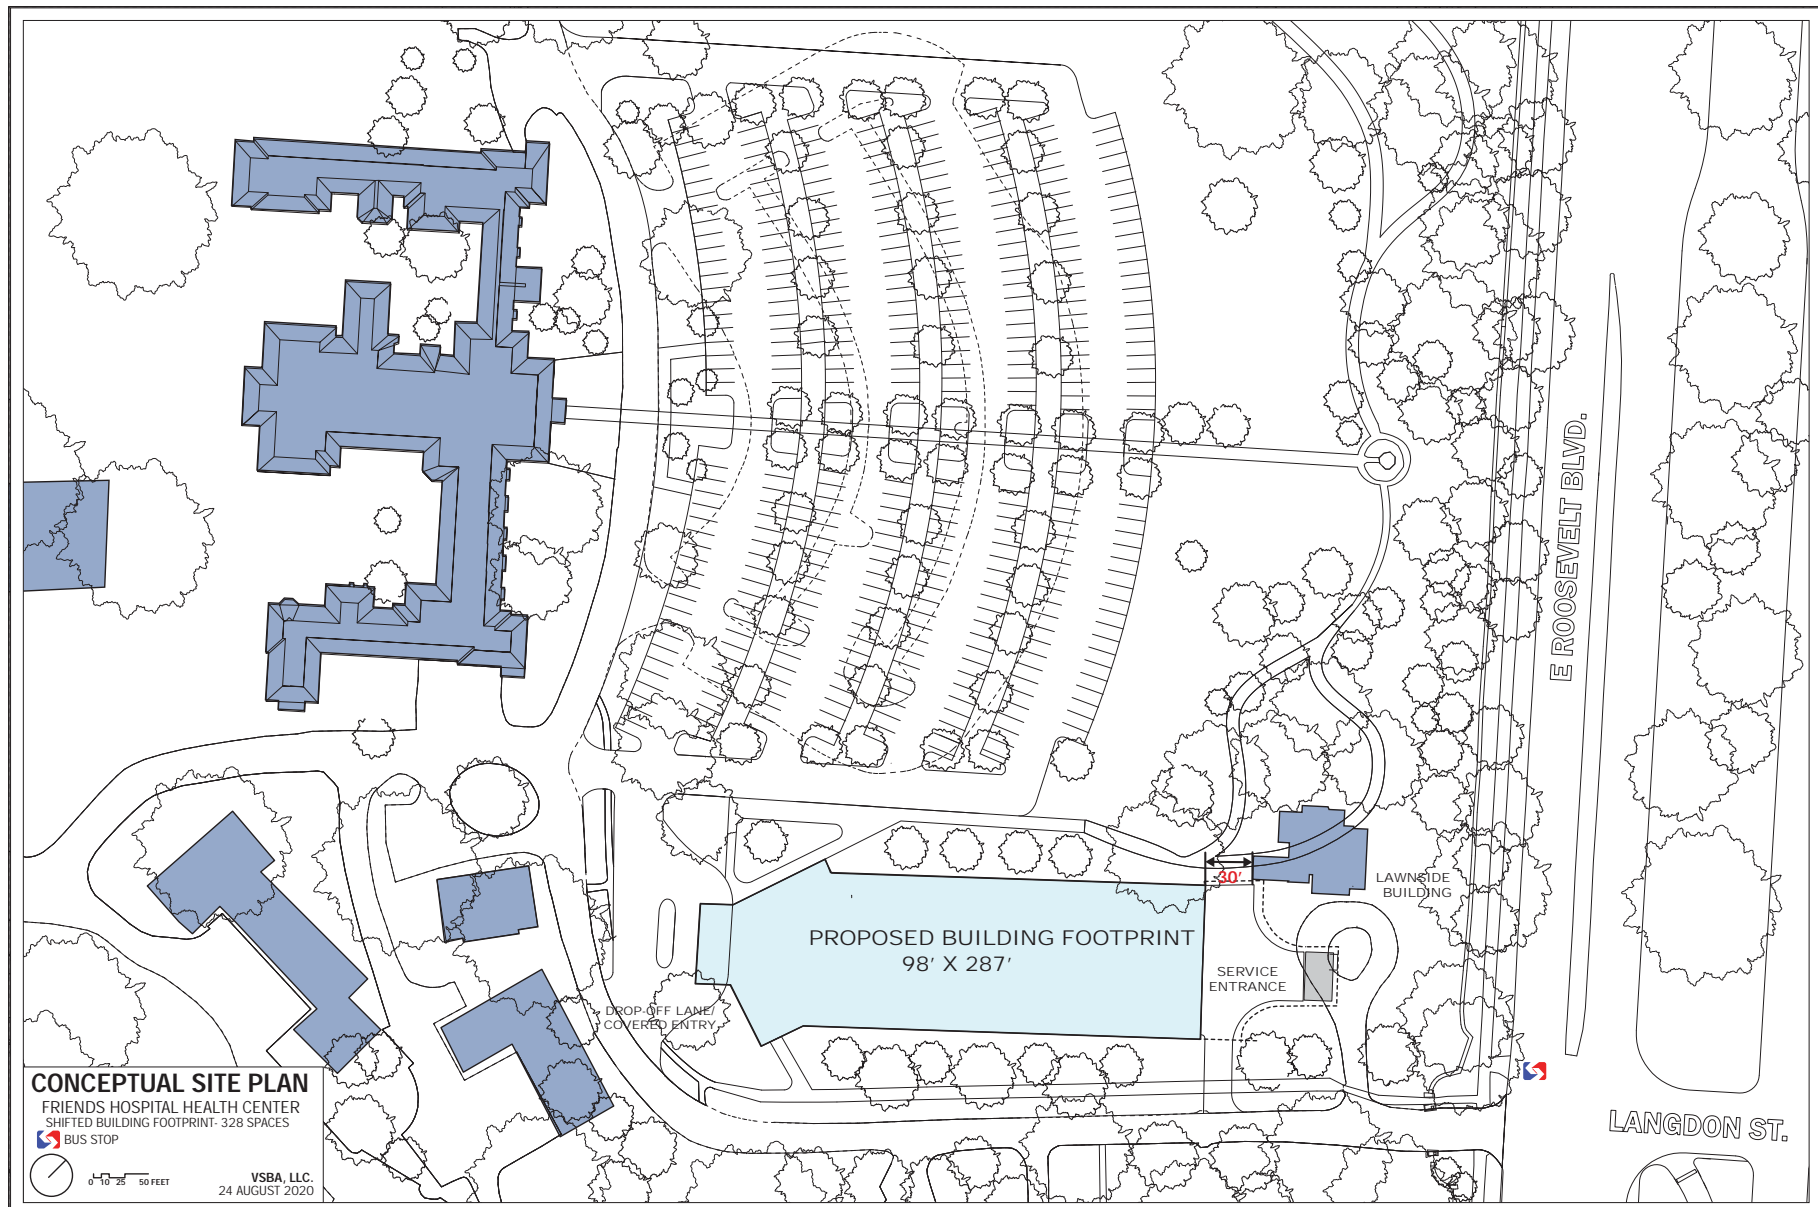 E ROOSEVELT BLVD.
30'
LAWNSIDE
BUILDING
PROPOSED BUILDING FOOTPRINT
98' X 287'
SERVICE
ENTRANCE
DROP-OFF LANE/
COVERED ENTRY
CONCEPTUAL SITE PLAN
FRIENDS HOSPITAL HEALTH CENTER
SHIFTED BUILDING FOOTPRINT- 328 SPACES
BUS STOP
0 10 25 50 FEET
VSBA, LLC.
24 AUGUST 2020
LANGDON ST.